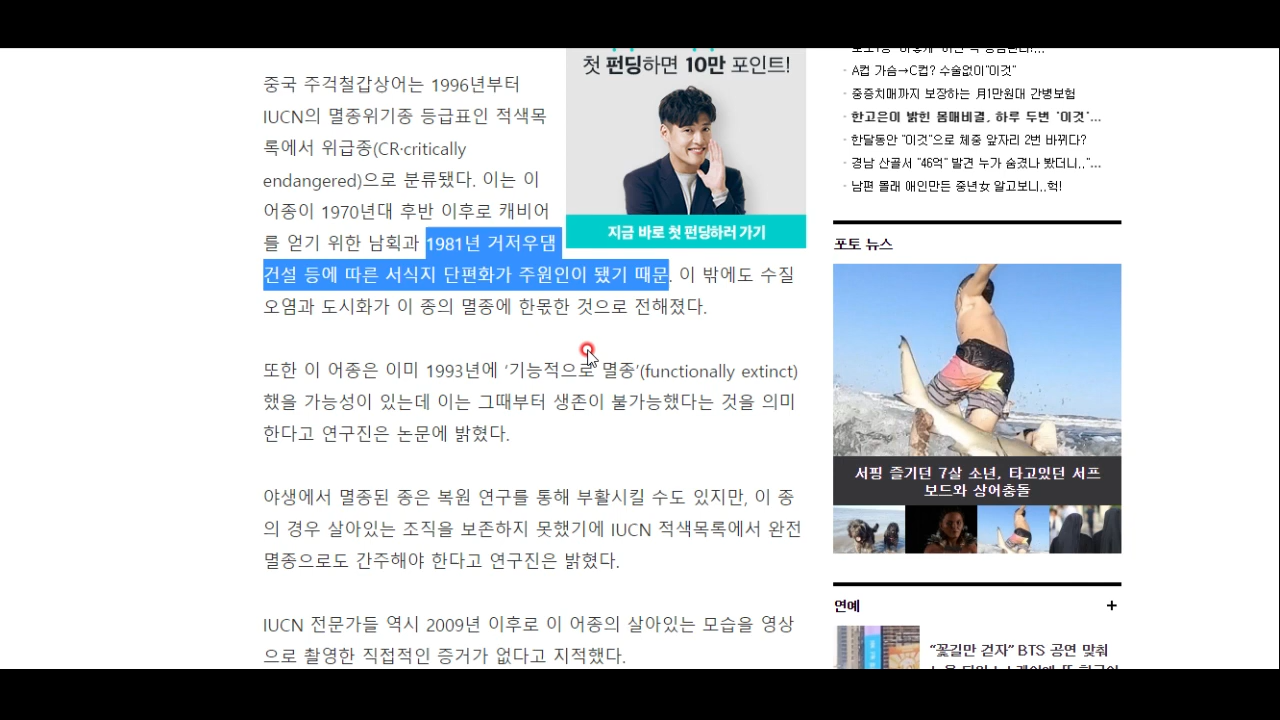 중국 주걱철갑상어는 1996년부터
IUCN의 멸종위기종 등급표인 적색목
록에서 위급종(CR·critically
endangered)으로 분류됐다. 이는 이
어종이 1970년대 후반 이후로 캐비어
를 얻기 위한 남획과 1981년 거저우댐
건설 등에 따른 서식지 단편화가 주원인이 됐기 때문. 이 밖에도 수질
오염과 도시화가 이 종의 멸종에 한몫한 것으로 전해졌다.
또한 이 어종은 이미 1993년에 ‘기능적으로 멸종’(functionally extinct)
했을 가능성이 있는데 이는 그때부터 생존이 불가능했다는 것을 의미
한다고 연구진은 논문에 밝혔다.
야생에서 멸종된 종은 복원 연구를 통해 부활시킬 수도 있지만, 이 종
의 경우 살아있는 조직을 보존하지 못했기에 IUCN 적색목록에서 완전
멸종으로도 간주해야 한다고 연구진은 밝혔다.
IUCN 전문가들 역시 2009년 이후로 이 어종의 살아있는 모습을 영상
으로 촬영한 직접적인 증거가 없다고 지적했다.
첫 펀딩하면 10만 포인트!
지금 바로 첫 펀딩하러 가기
A컵 가슴→C컵? 수술없이"이것"
중증치매까지 보장하는 月1만원대 간병보험
한고은이 밝힌 몸매비결, 하루 두번 '이것'...
한달동안 "이것"으로 체중 앞자리 2번 바뀌다?
경남 산골서 "46억" 발견 누가 숨겼나 봤더니.."...
남편 몰래 애인만든 중년女 알고보니..헉!
포토 뉴스
서핑 즐기던 7살 소년, 타고있던 서프
보드와 상어충돌
연예 +
“꽃길만 걷자” BTS 공연 맞춰